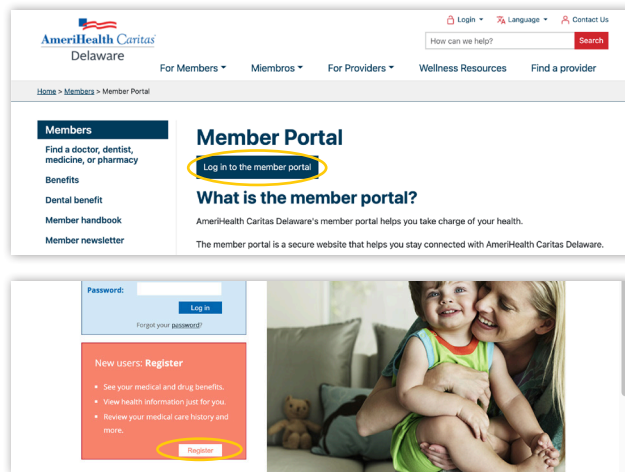 Login
Language
Contact Us
AmeriHealth Caritas
Delaware
How can we help?
Search
For Members
Miembros
For Providers
Wellness Resources
Find a provider
Home > Members > Member Portal
Members
Find a doctor, dentist,
medicine, or pharmacy
Benefits
Dental benefit
Member handbook
Member newsletter
Member Portal
Log in to the member portal
What is the member portal?
AmeriHealth Caritas Delaware's member portal helps you take charge of your health.
The member portal is a secure website that helps you stay connected with AmeriHealth Caritas Delaware.
Password:
Log in
Forgot your password?
New users: Register
• See your medical and drug benefits.
• View health information just for you.
• Review your medical care history and
more.
Register